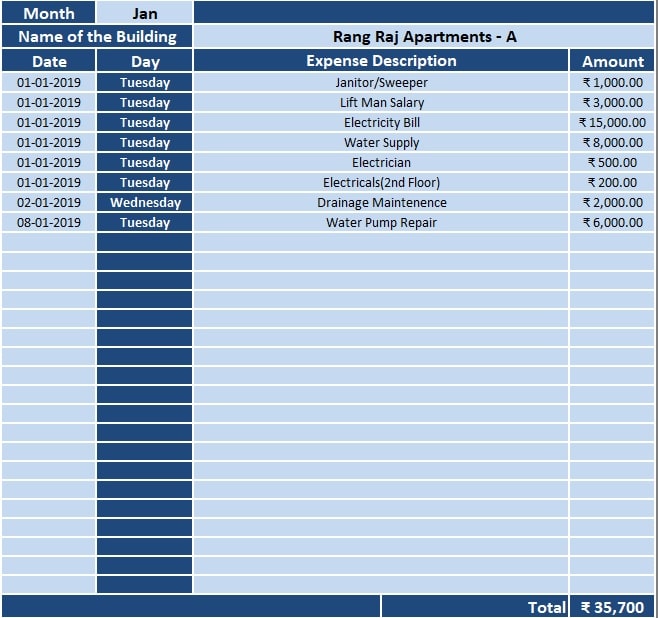 Month Jan
Name of the Building Rang Raj Apartments - A
Date Day Expense Description Amount
01-01-2019 Tuesday Janitor/Sweeper ₹ 1,000.00
01-01-2019 Tuesday Lift Man Salary ₹ 3,000.00
01-01-2019 Tuesday Electricity Bill ₹ 15,000.00
01-01-2019 Tuesday Water Supply ₹ 8,000.00
01-01-2019 Tuesday Electrician ₹ 500.00
01-01-2019 Tuesday Electricals(2nd Floor) ₹ 200.00
02-01-2019 Wednesday Drainage Maintenence ₹ 2,000.00
08-01-2019 Tuesday Water Pump Repair ₹ 6,000.00
Total ₹ 35,700